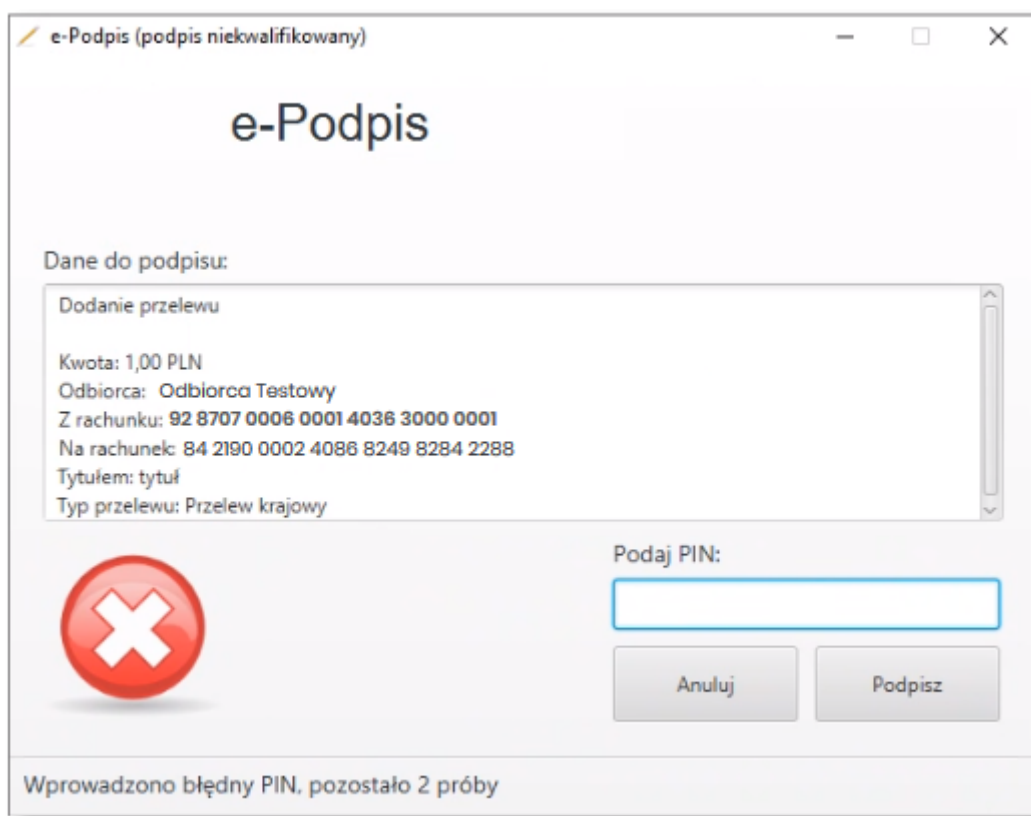 e-Podpis (podpis niekwalifikowany)
e-Podpis
Dane do podpisu:
Dodanie przelewu
Kwota: 1,00 PLN
Odbiorca: Odbiorca Testowy
Z rachunku: 92 8707 0006 0001 4036 3000 0001
Na rachunek: 84 2190 0002 4086 8249 8284 2288
Tytułem: tytuł
Typ przelewu: Przelew krajowy
Podaj PIN:
Anuluj
Podpisz
Wprowadzono błędny PIN, pozostało 2 próby